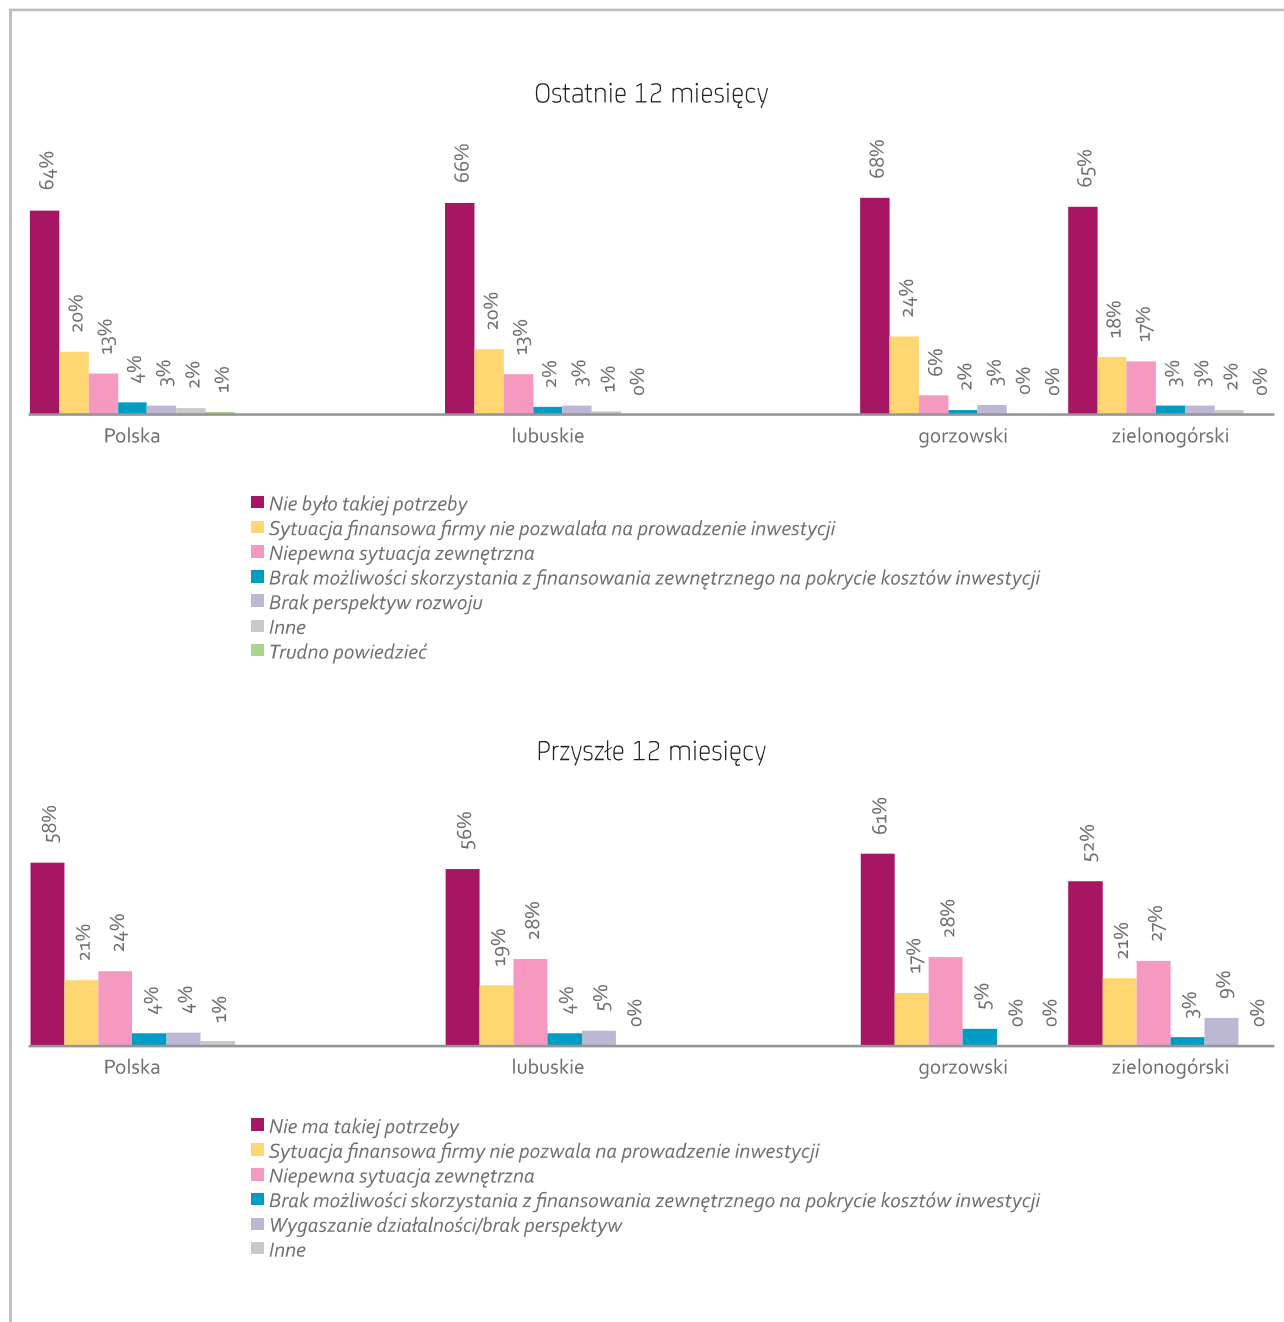 Ostatnie 12 miesięcy
64%
20%
13%
4%
3%
2%
1%
66%
20%
13%
2%
3%
1%
0%
68%
24%
6%
2%
3%
0%
0%
65%
18%
17%
3%
3%
2%
0%
Polska
lubuskie
gorzowski
zielonogórski
Nie było takiej potrzeby
Sytuacja finansowa firmy nie pozwalała na prowadzenie inwestycji
Niepewna sytuacja zewnętrzna
Brak możliwości skorzystania z finansowania zewnętrznego na pokrycie kosztów inwestycji
Brak perspektyw rozwoju
Inne
Trudno powiedzieć
Przyszłe 12 miesięcy
58%
21%
24%
4%
4%
1%
56%
19%
28%
4%
5%
0%
61%
17%
28%
5%
0%
0%
52%
21%
27%
3%
9%
0%
Polska
lubuskie
gorzowski
zielonogórski
Nie ma takiej potrzeby
Sytuacja finansowa firmy nie pozwala na prowadzenie inwestycji
Niepewna sytuacja zewnętrzna
Brak możliwości skorzystania z finansowania zewnętrznego na pokrycie kosztów inwestycji
Wygaszanie działalności/brak perspektyw
Inne